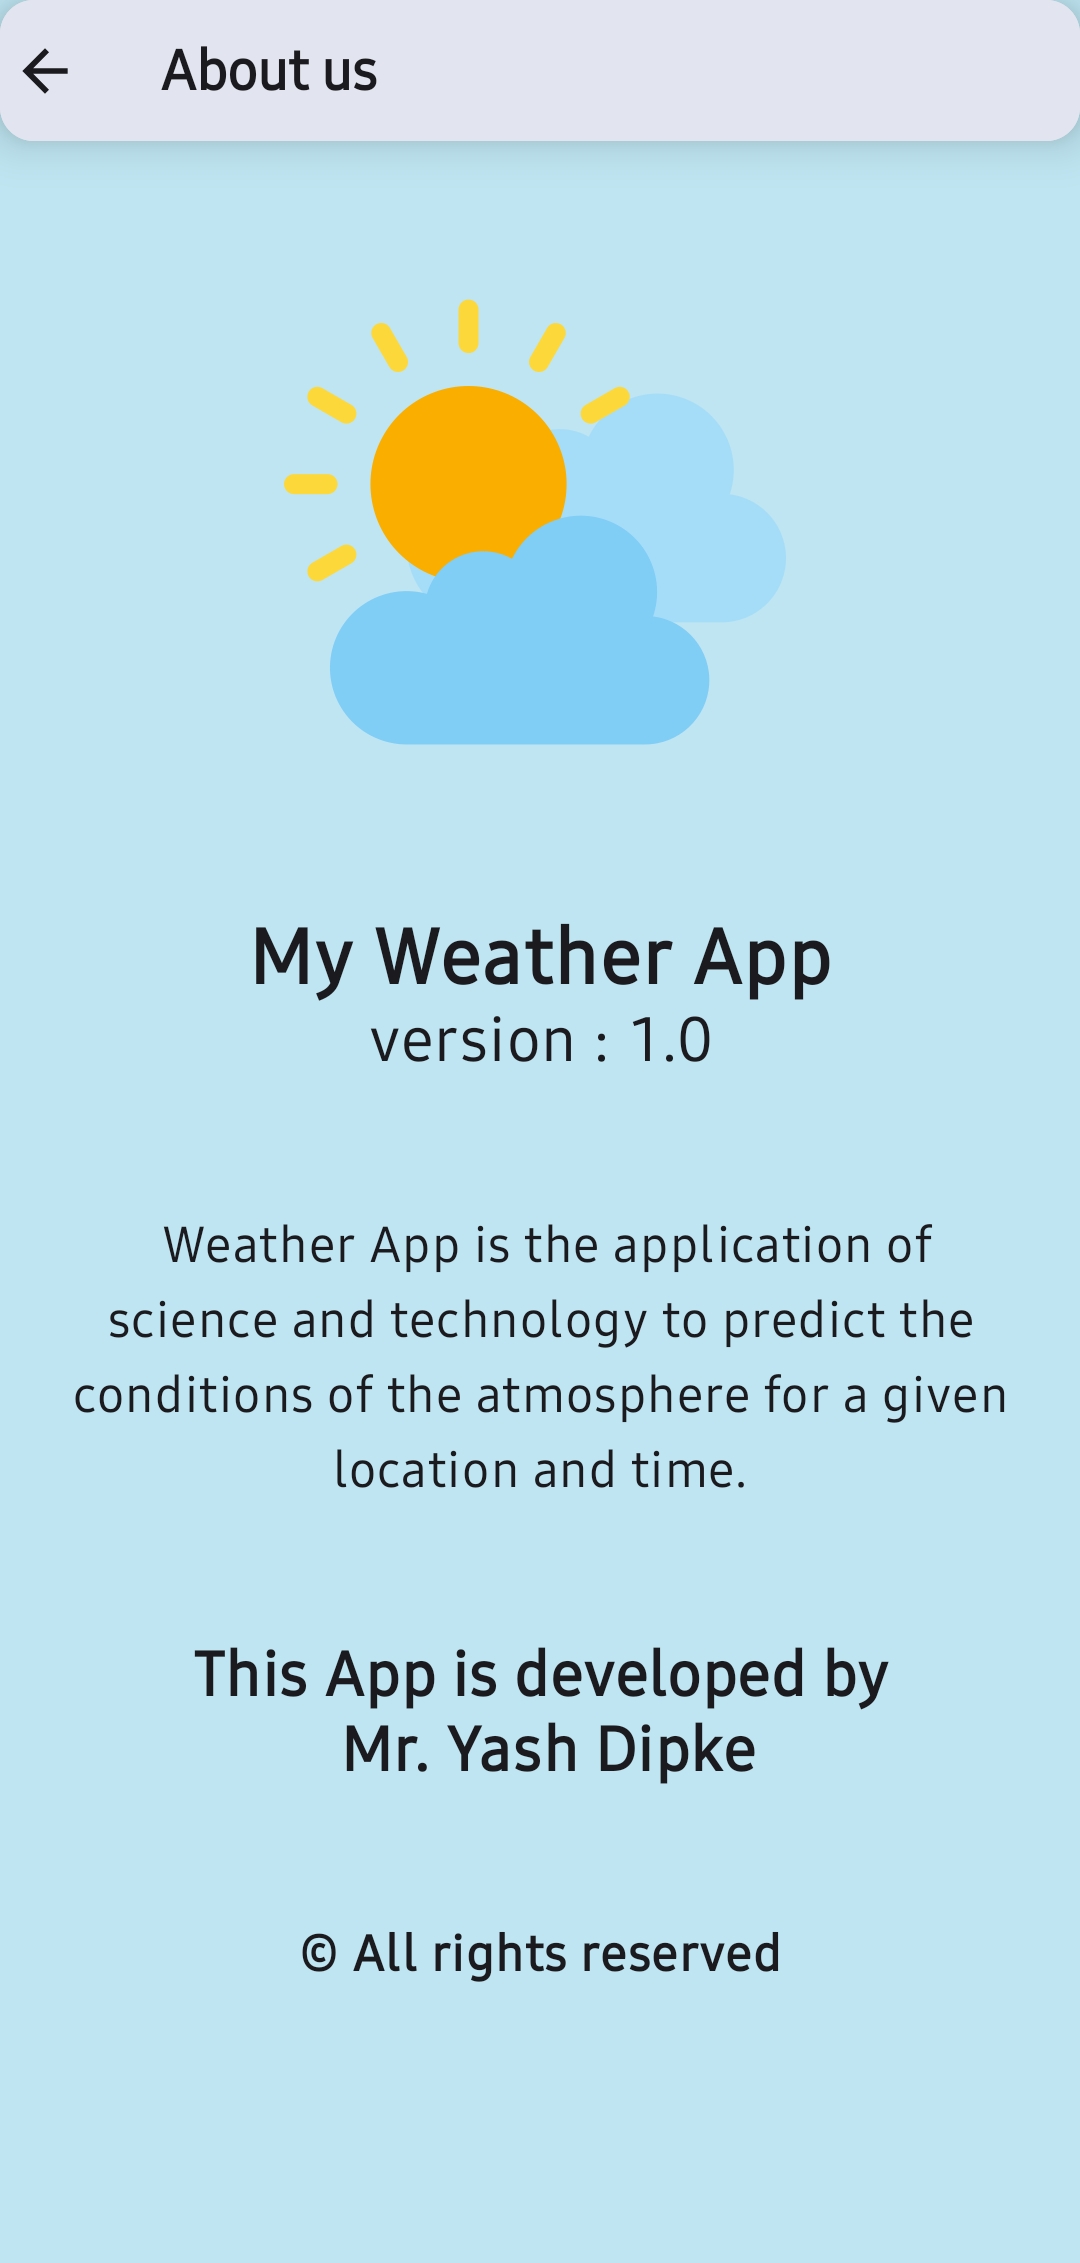 About us
My Weather App
version : 1.0
Weather App is the application of
science and technology to predict the
conditions of the atmosphere for a given
location and time.
This App is developed by
Mr. Yash Dipke
© All rights reserved